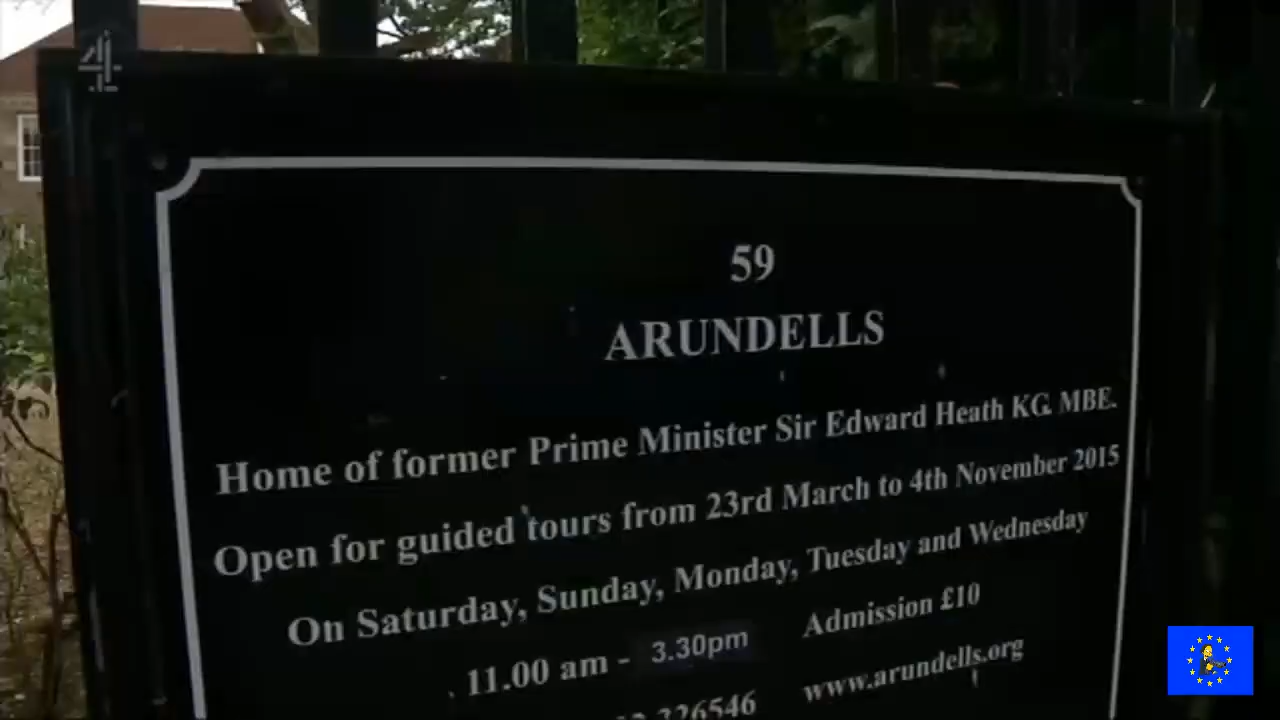 4
59
ARUNDELLS
Home of former Prime Minister Sir Edward Heath KG. MBE.
Open for guided tours from 23rd March to 4th November 2015
On Saturday, Sunday, Monday, Tuesday and Wednesday
11.00 am - 3.30pm Admission £10
326546 www.arundells.org